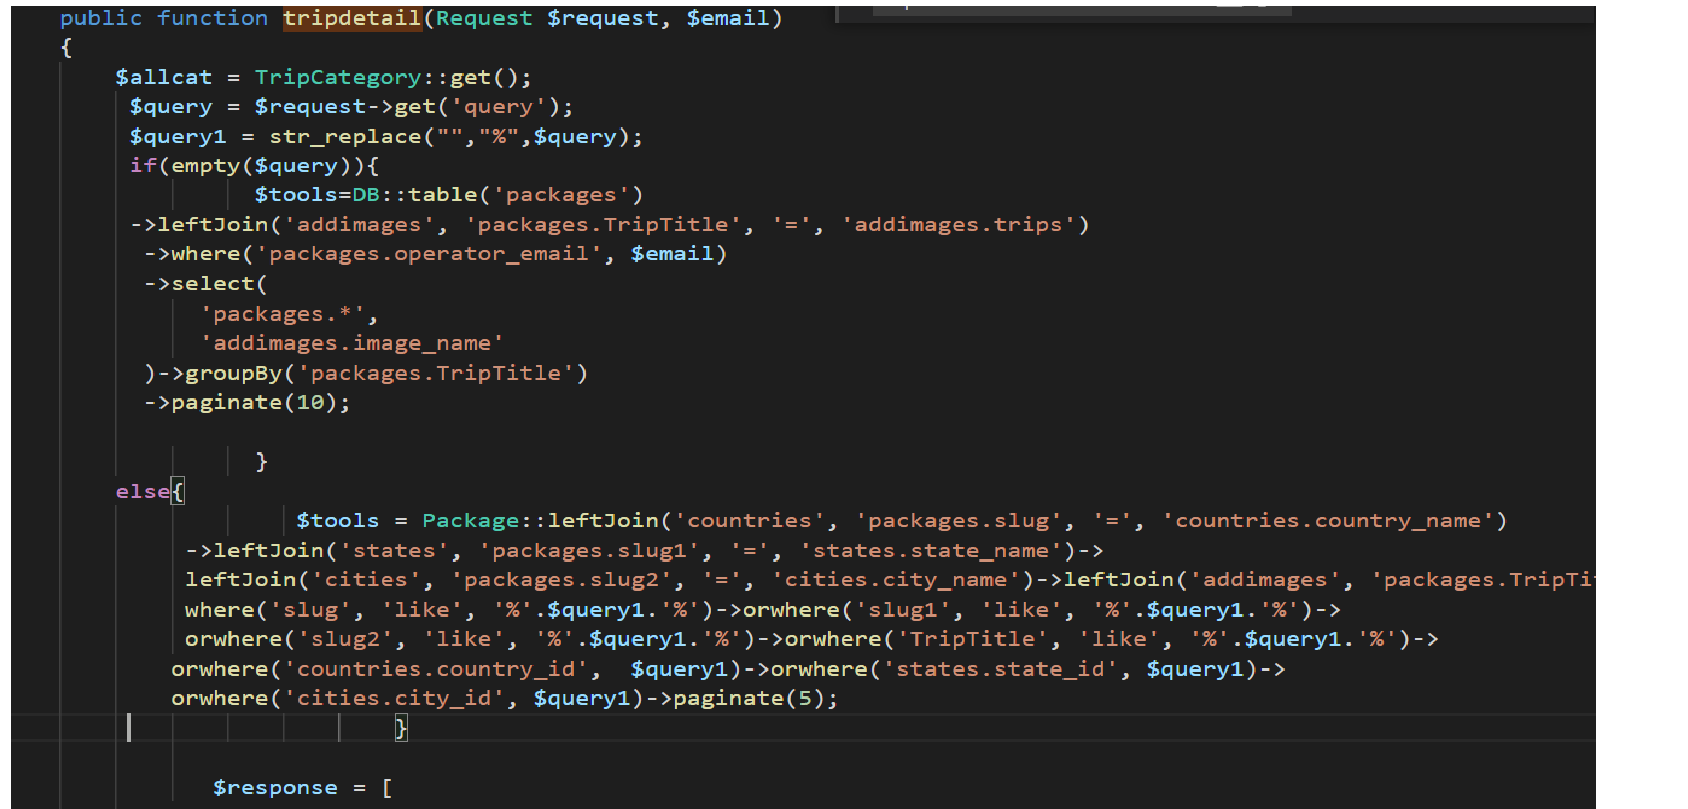 public function tripdetail(Request $request, $email)
{
$allcat = TripCategory::get();
$query = $request->get('query');
$query1 = str_replace("","%",$query);
if(empty($query)){
$tools=DB::table('packages')
->leftJoin('addimages', 'packages.TripTitle', '=', 'addimages.trips')
->where('packages.operator_email', $email)
->select(
'packages.*',
'addimages.image_name'
)->groupBy('packages.TripTitle')
->paginate(10);
}
else{
$tools = Package::leftJoin('countries', 'packages.slug', '=', 'countries.country_name')
->leftJoin('states', 'packages.slug1', '=', 'states.state_name')->
leftJoin('cities', 'packages.slug2', '=', 'cities.city_name')->leftJoin('addimages', 'packages.TripTi
where('slug', 'like', '%'.$query1.'%')->orwhere('slug1', 'like', '%'.$query1.'%')->
orwhere('slug2', 'like', '%'.$query1.'%')->orwhere('TripTitle', 'like', '%'.$query1.'%')->
orwhere('countries.country_id',  $query1)->orwhere('states.state_id', $query1)->
orwhere('cities.city_id', $query1)->paginate(5);
}
$response = [